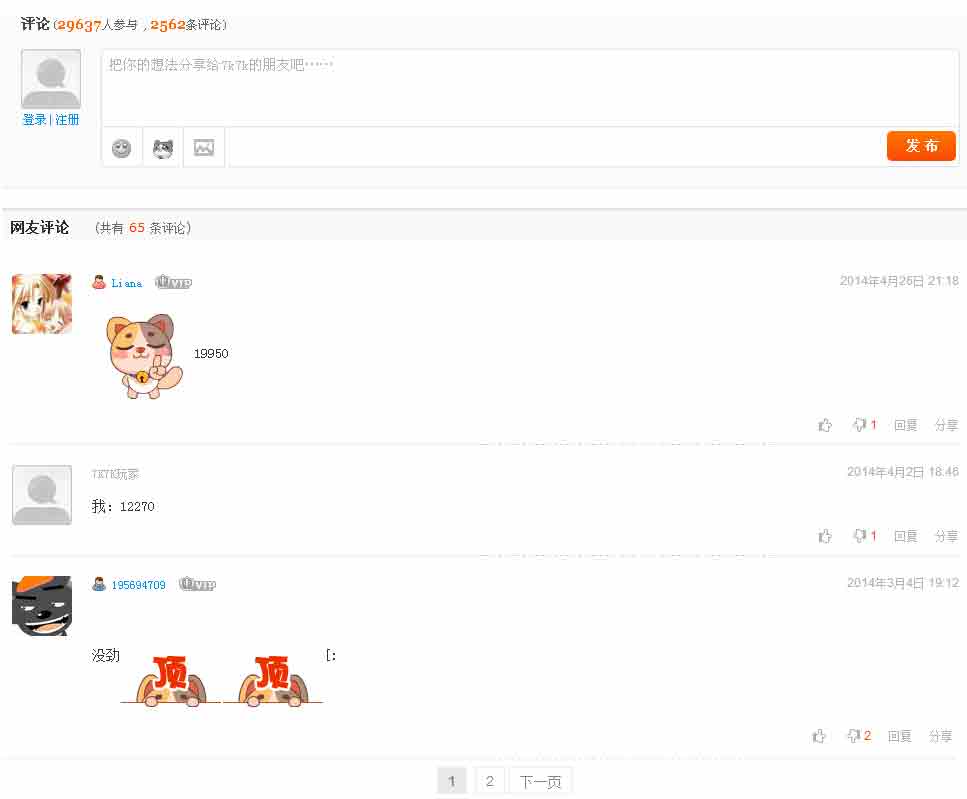 评论 (29637人参与,2562条评论)
把你的想法分享给7k7k的朋友吧……
登录 | 注册
发 布
网友评论 (共有 65 条评论)
Liana VIP 2014年4月25日 21:18
19950
1 回复 分享
7K7K玩家 2014年4月2日 18:46
我：12270
1 回复 分享
195694709 VIP 2014年3月4日 19:12
没劲 顶 顶 [:
2 回复 分享
1 2 下一页